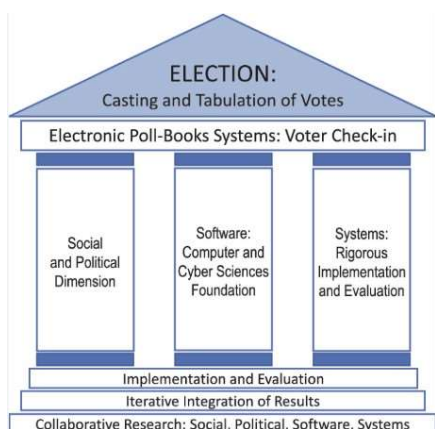 ELECTION:
Casting and Tabulation of Votes
Electronic Poll-Books Systems: Voter Check-in
Social
and Political
Dimension
Software:
Computer and
Cyber Sciences
Foundation
Systems:
Rigorous
Implementation
and Evaluation
Implementation and Evaluation
Iterative Integration of Results
Collaborative Research: Social, Political, Software, Systems